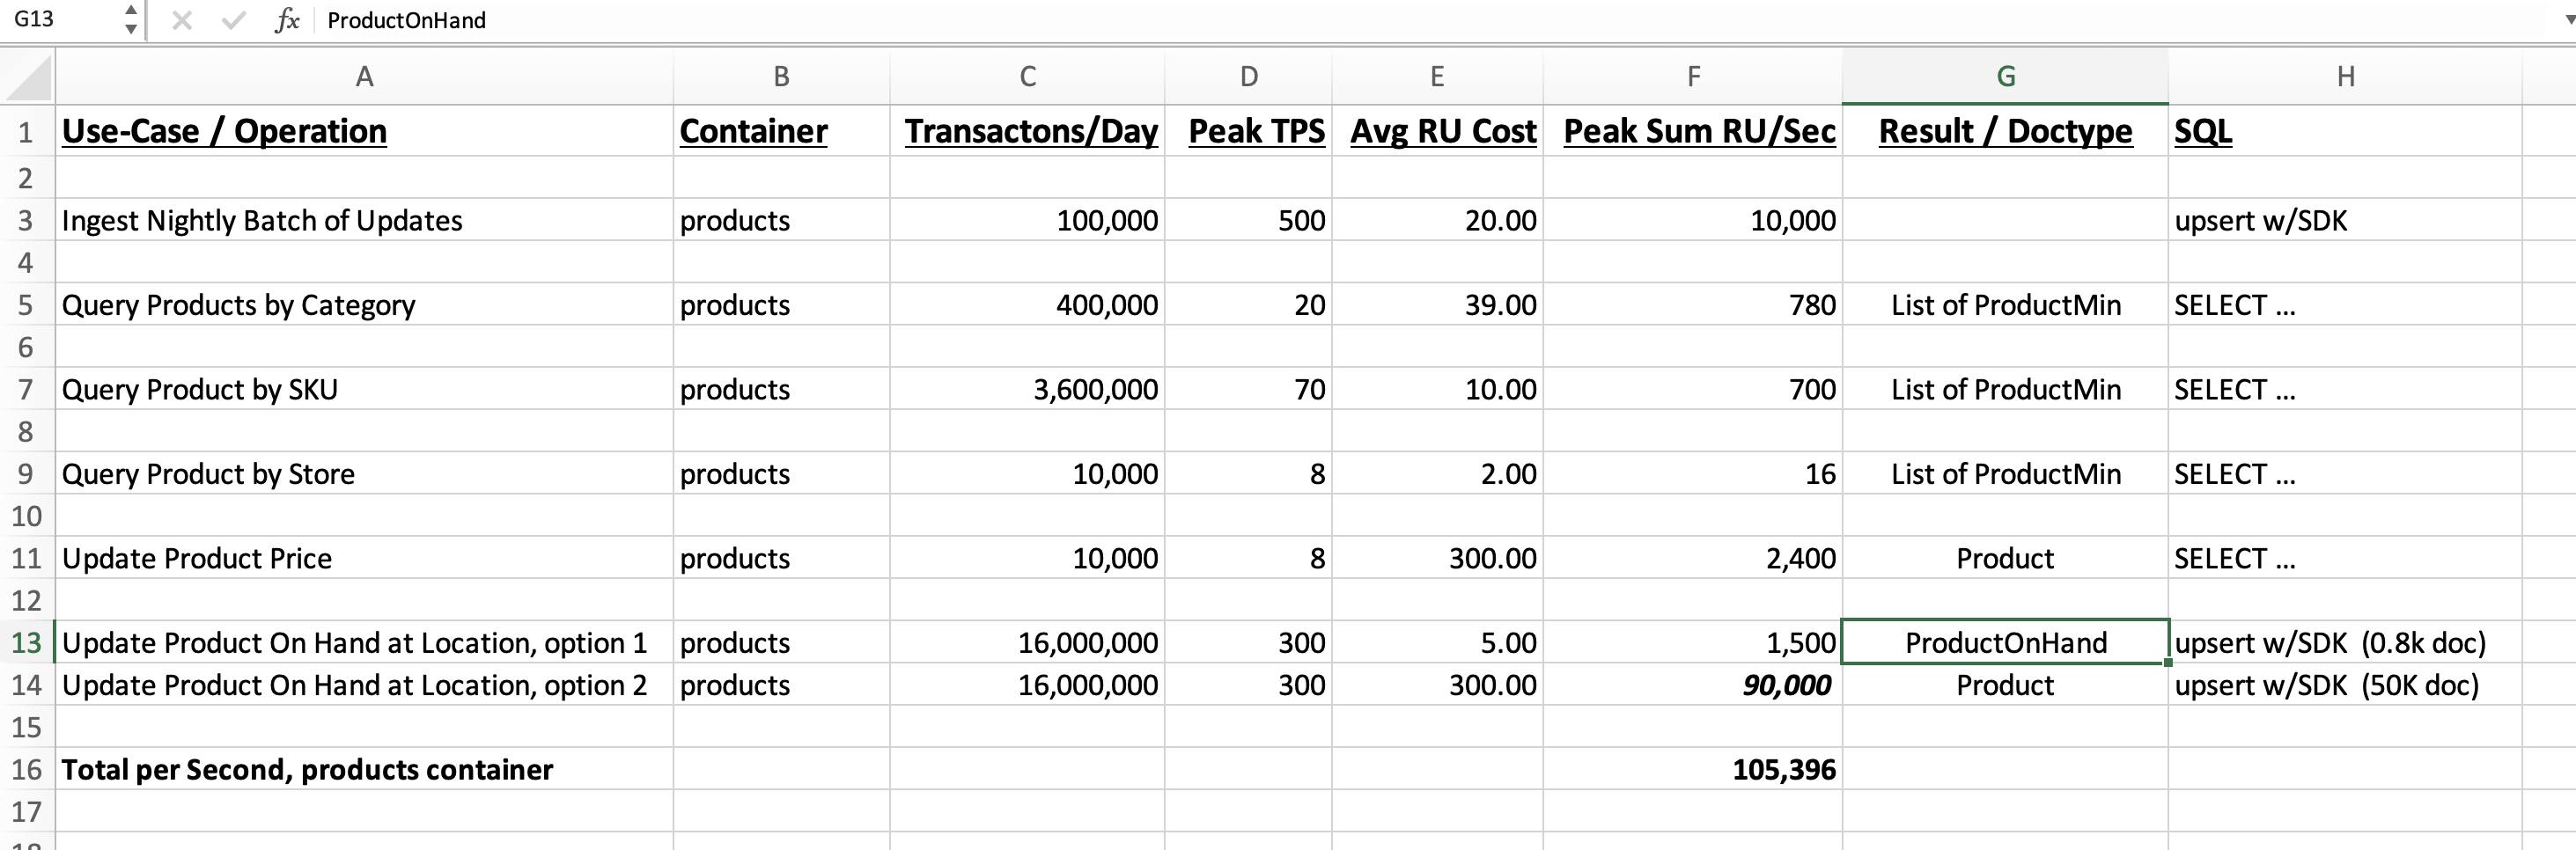 G13 fx ProductOnHand
A B C D E F G H
1 Use-Case / Operation Container Transactons/Day Peak TPS Avg RU Cost Peak Sum RU/Sec Result / Doctype SQL
2
3 Ingest Nightly Batch of Updates products 100,000 500 20.00 10,000 upsert w/SDK
4
5 Query Products by Category products 400,000 20 39.00 780 List of ProductMin SELECT ...
6
7 Query Product by SKU products 3,600,000 70 10.00 700 List of ProductMin SELECT ...
8
9 Query Product by Store products 10,000 8 2.00 16 List of ProductMin SELECT ...
10
11 Update Product Price products 10,000 8 300.00 2,400 Product SELECT ...
12
13 Update Product On Hand at Location, option 1 products 16,000,000 300 5.00 1,500 ProductOnHand upsert w/SDK (0.8k doc)
14 Update Product On Hand at Location, option 2 products 16,000,000 300 300.00 90,000 Product upsert w/SDK (50K doc)
15
16 Total per Second, products container 105,396
17
18